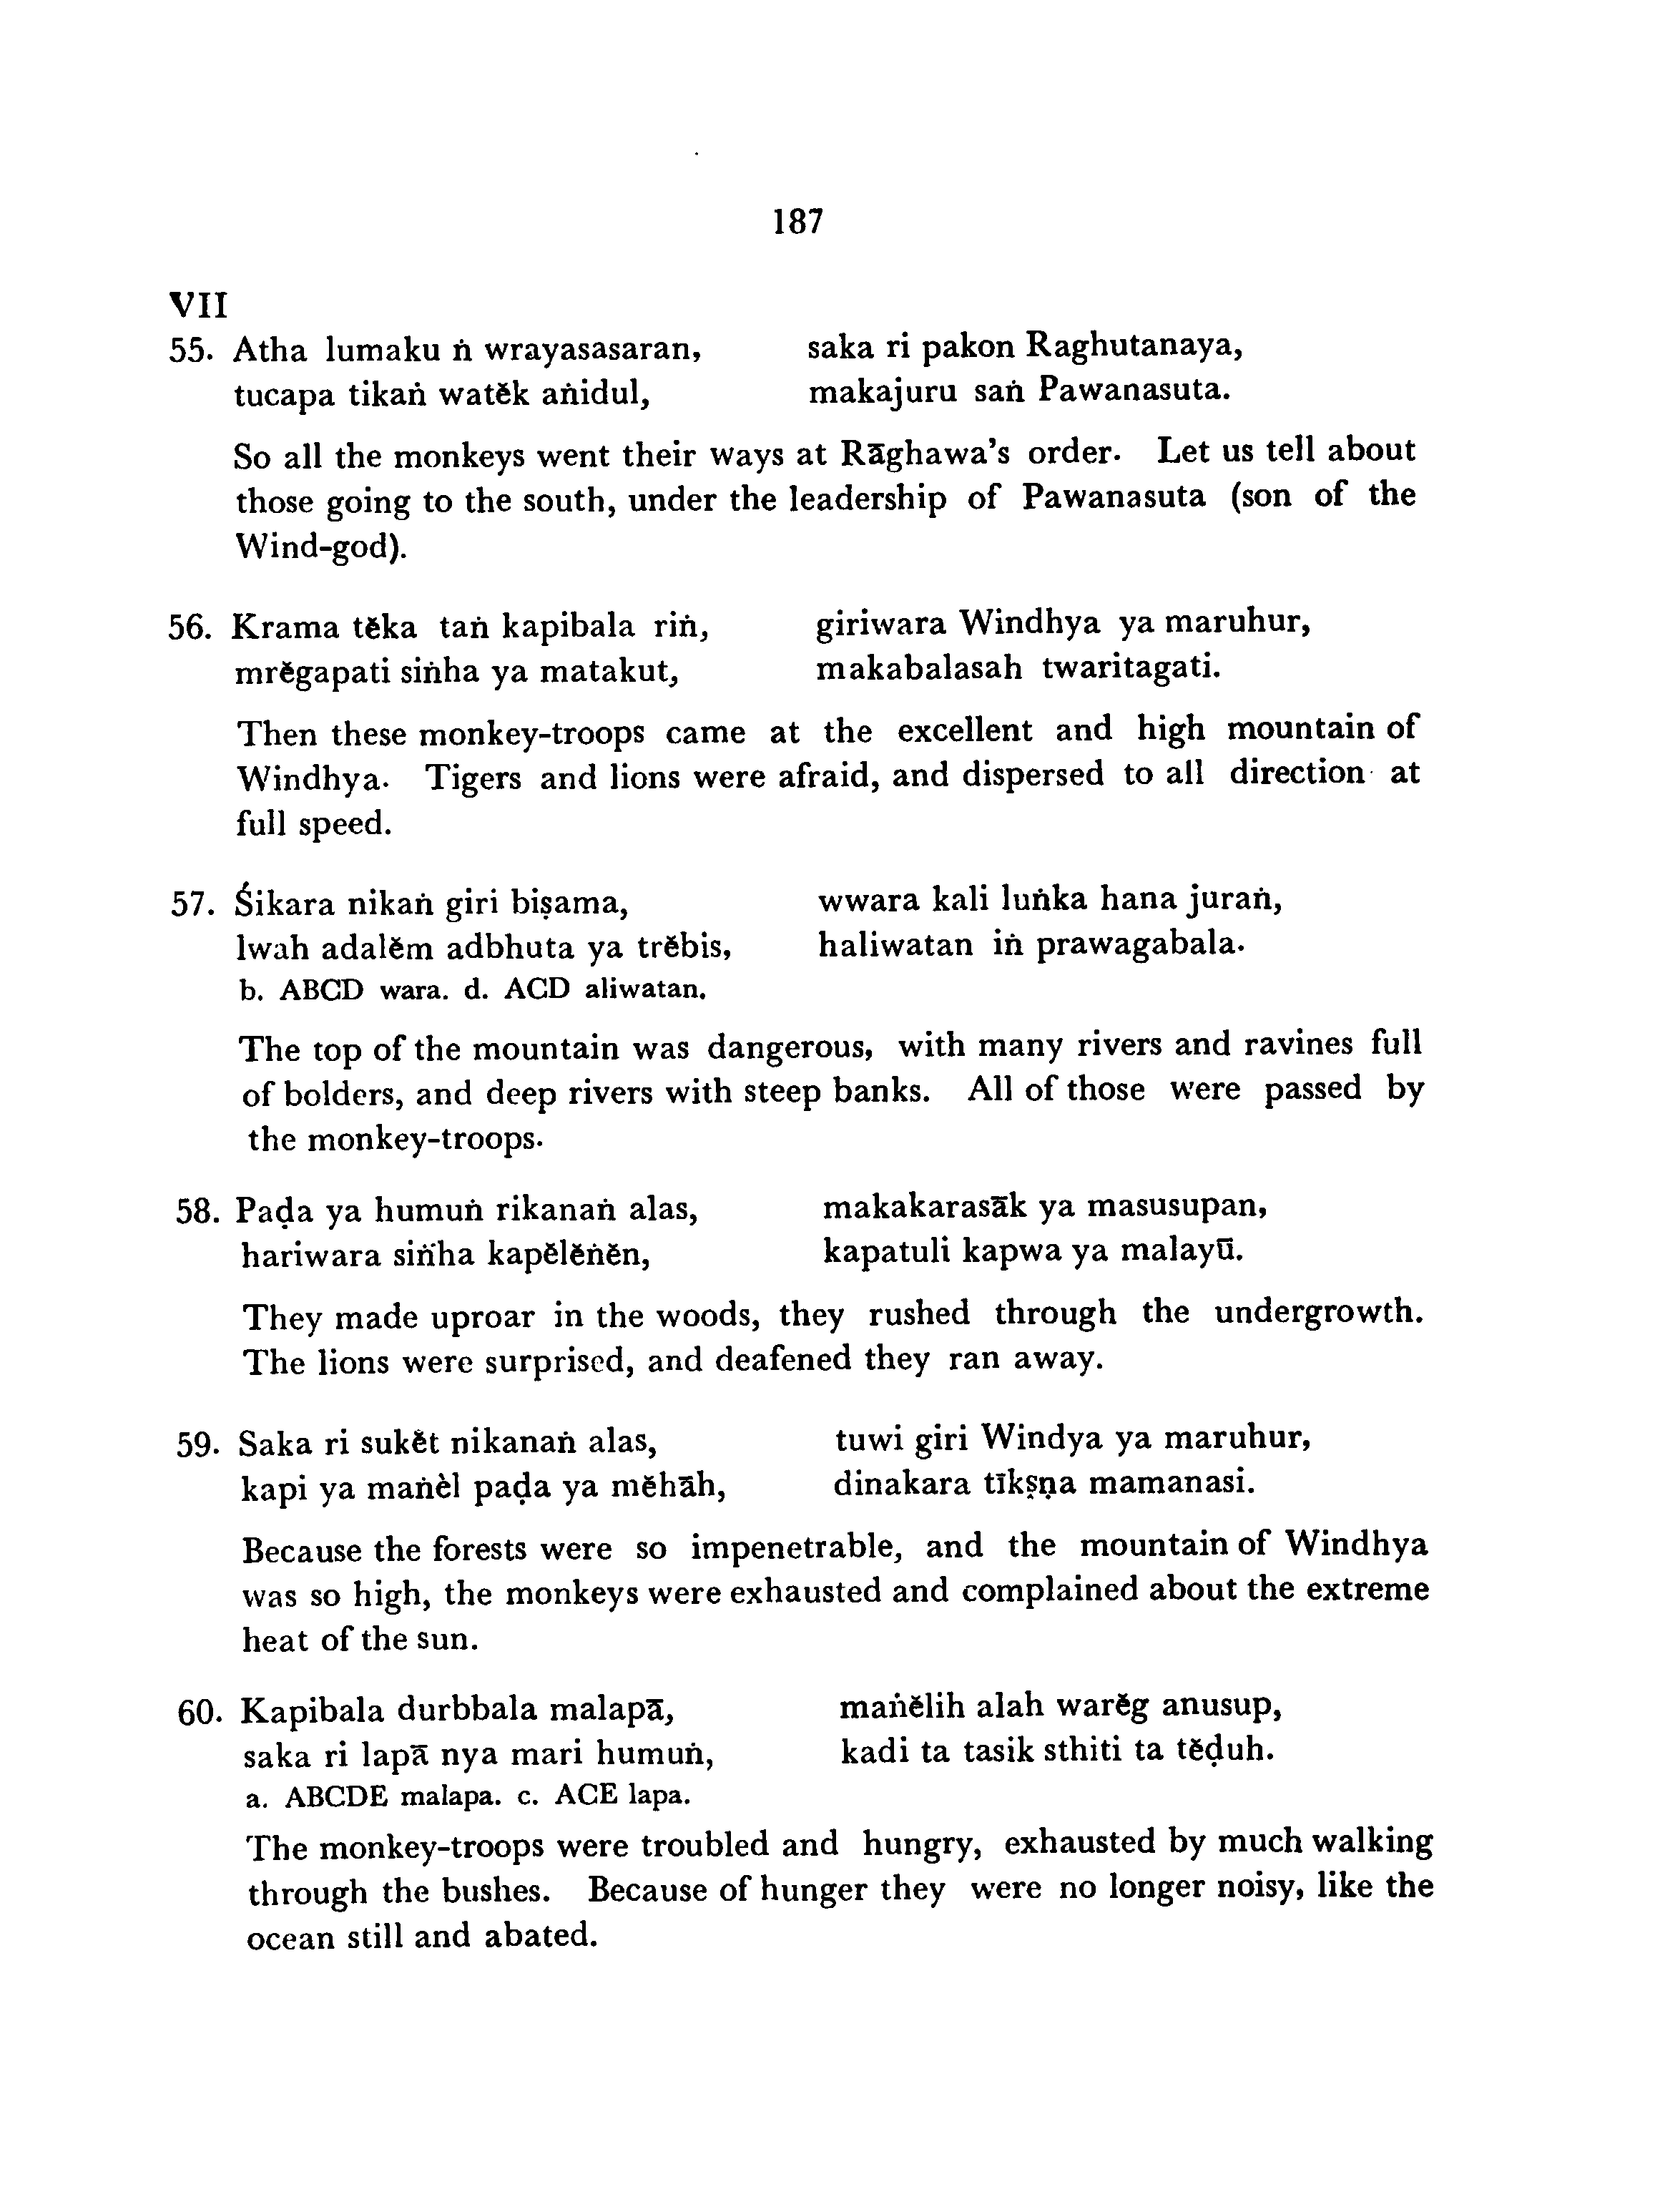 187
VII
55. Atha lumaku ṅ wrayasasaran, saka ri pakon Raghutanaya,
tucapa tikaṅ watĕk aṅidul, makajuru saṅ Pawanasuta.
So all the monkeys went their ways at Rāghawa's order. Let us tell about
those going to the south, under the leadership of Pawanasuta (son of the
Wind-god).
56. Krama tĕka taṅ kapibala riṅ, giriwara Windhya ya maruhur,
mrĕgapati siṅha ya matakut, makabalasah twaritagati.
Then these monkey-troops came at the excellent and high mountain of
Windhya. Tigers and lions were afraid, and dispersed to all direction at
full speed.
57. Śikara nikaṅ giri biṣama, wwara kali luṅka hana juraṅ,
lwah adalĕm adbhuta ya trĕbis, haliwatan iṅ prawagabala.
b. ABCD wara. d. ACD aliwatan.
The top of the mountain was dangerous, with many rivers and ravines full
of bolders, and deep rivers with steep banks. All of those were passed by
the monkey-troops.
58. Paḍa ya humuṅ rikanaṅ alas, makakarasāk ya masusupan,
hariwara siṅha kapĕlĕṅĕn, kapatuli kapwa ya malayū.
They made uproar in the woods, they rushed through the undergrowth.
The lions were surprised, and deafened they ran away.
59. Saka ri sukĕt nikanaṅ alas, tuwi giri Windya ya maruhur,
kapi ya maṅèl paḍa ya mĕhāh, dinakara tīkṣṇa mamanasi.
Because the forests were so impenetrable, and the mountain of Windhya
was so high, the monkeys were exhausted and complained about the extreme
heat of the sun.
60. Kapibala durbbala malapā, maṅĕlih alah warĕg anusup,
saka ri lapā nya mari humuṅ, kadi ta tasik sthiti ta tĕḍuh.
a. ABCDE malapa. c. ACE lapa.
The monkey-troops were troubled and hungry, exhausted by much walking
through the bushes. Because of hunger they were no longer noisy, like the
ocean still and abated.